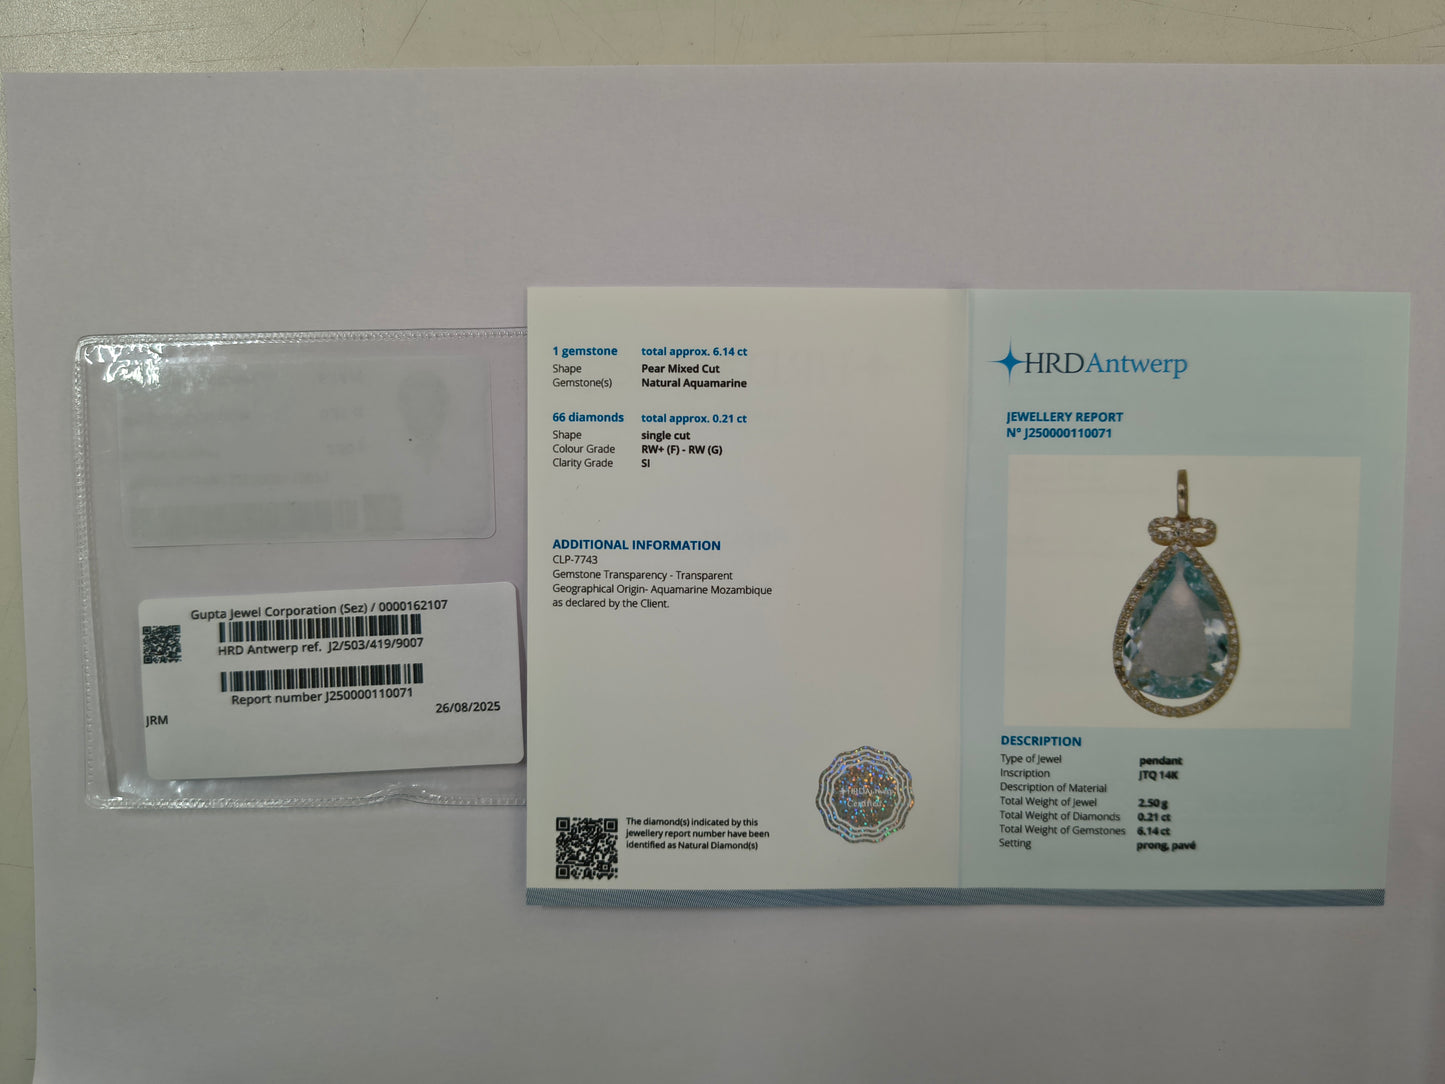 Gupta Jewel Corporation (Sez) / 0000162107
HRD Antwerp ref. J2/503/419/9007
Report number J250000110071
26/08/2025
JRM
1 gemstone total approx. 6.14 ct
Shape Pear Mixed Cut
Gemstone(s) Natural Aquamarine
66 diamonds total approx. 0.21 ct
Shape single cut
Colour Grade RW+ (F) - RW (G)
Clarity Grade SI
ADDITIONAL INFORMATION
CLP-7743
Gemstone Transparency - Transparent
Geographical Origin- Aquamarine Mozambique
as declared by the Client.
HRDAntwerp
Certified
The diamond(s) indicated by this
jewellery report number have been
identified as Natural Diamond(s)
HRDAntwerp
JEWELLERY REPORT
N° J250000110071
DESCRIPTION
Type of Jewel pendant
Inscription JTQ 14K
Description of Material
Total Weight of Jewel 2.50 g
Total Weight of Diamonds 0.21 ct
Total Weight of Gemstones 6.14 ct
Setting prong, pavé